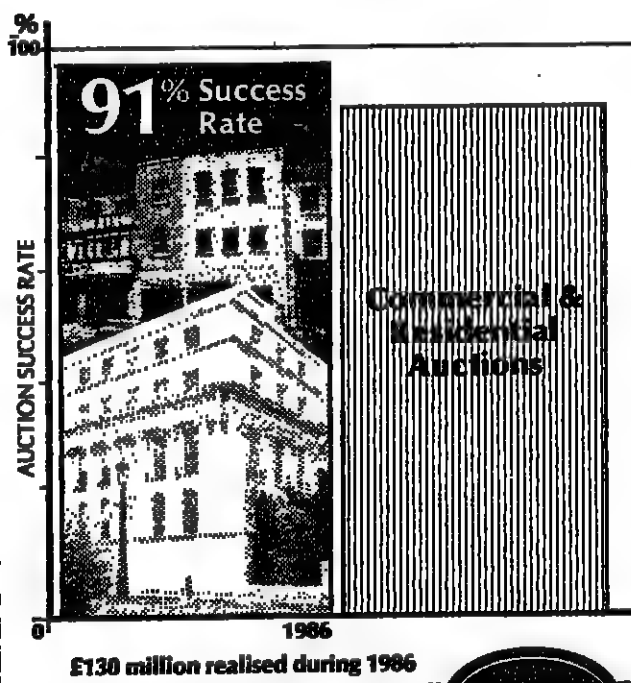 %
100
91% Success
Rate
AUCTION SUCCESS RATE
Commercial &
Residential
Auctions
0
1986
£130 million realised during 1986